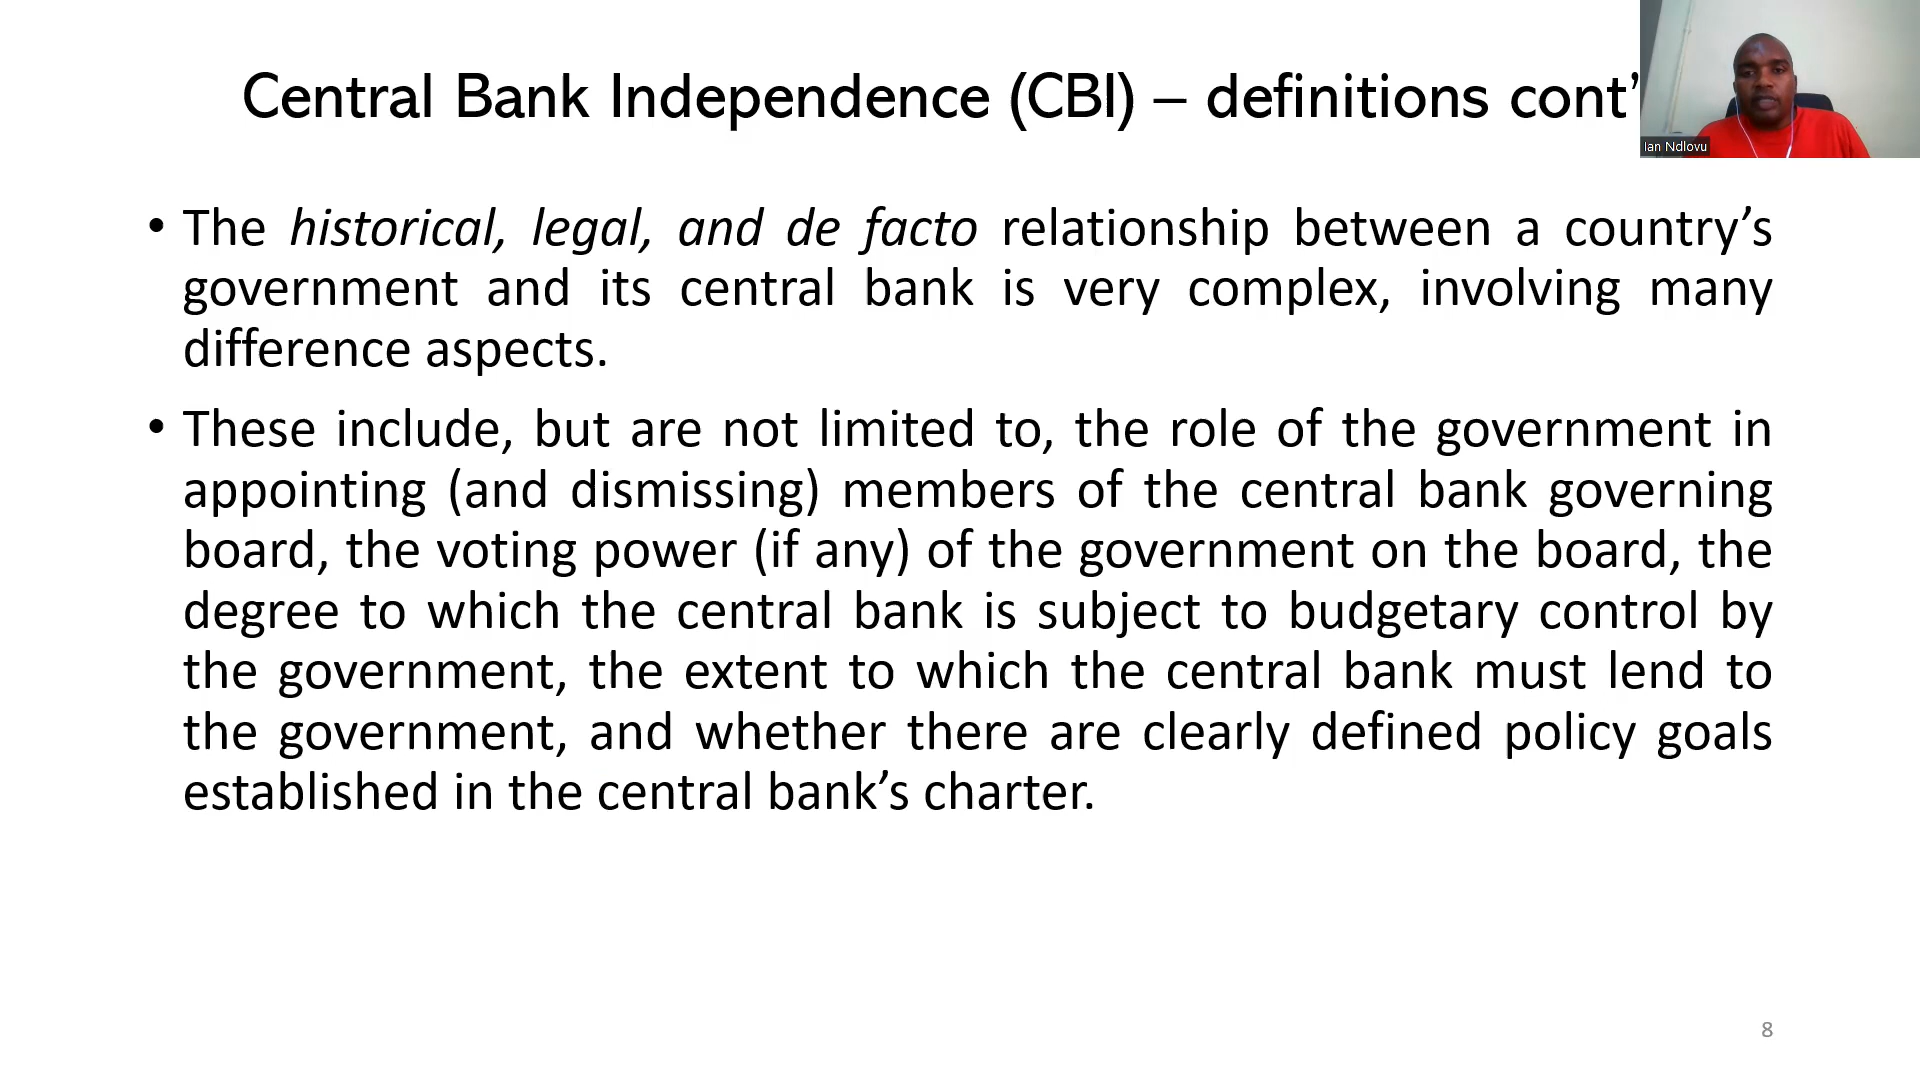 Central Bank Independence (CBI) – definitions cont’
Ian Ndlovu
• The historical, legal, and de facto relationship between a country’s
government and its central bank is very complex, involving many
difference aspects.
• These include, but are not limited to, the role of the government in
appointing (and dismissing) members of the central bank governing
board, the voting power (if any) of the government on the board, the
degree to which the central bank is subject to budgetary control by
the government, the extent to which the central bank must lend to
the government, and whether there are clearly defined policy goals
established in the central bank’s charter.
8